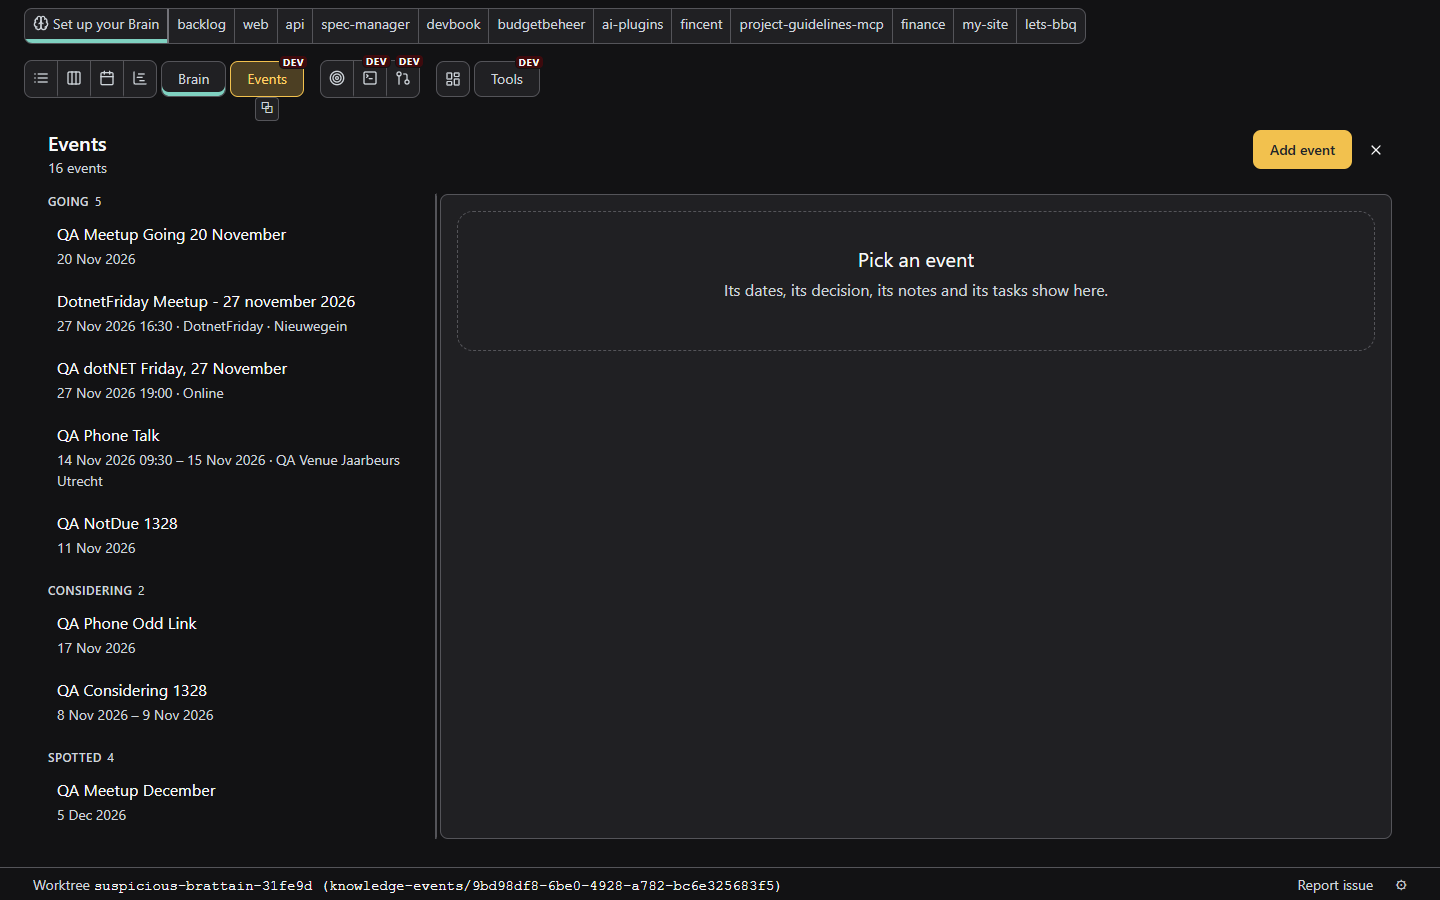 Set up your Brain backlog web api spec-manager devbook budgetbeheer ai-plugins fincent project-guidelines-mcp finance my-site lets-bbq
Brain Events DEV DEV DEV Tools DEV
Events
16 events
Add event
GOING 5
QA Meetup Going 20 November
20 Nov 2026
DotnetFriday Meetup - 27 november 2026
27 Nov 2026 16:30 · DotnetFriday · Nieuwegein
QA dotNET Friday, 27 November
27 Nov 2026 19:00 · Online
QA Phone Talk
14 Nov 2026 09:30 – 15 Nov 2026 · QA Venue Jaarbeurs
Utrecht
QA NotDue 1328
11 Nov 2026
CONSIDERING 2
QA Phone Odd Link
17 Nov 2026
QA Considering 1328
8 Nov 2026 – 9 Nov 2026
SPOTTED 4
QA Meetup December
5 Dec 2026
Pick an event
Its dates, its decision, its notes and its tasks show here.
Worktree suspicious-brattain-31fe9d (knowledge-events/9bd98df8-6be0-4928-a782-bc6e325683f5)
Report issue